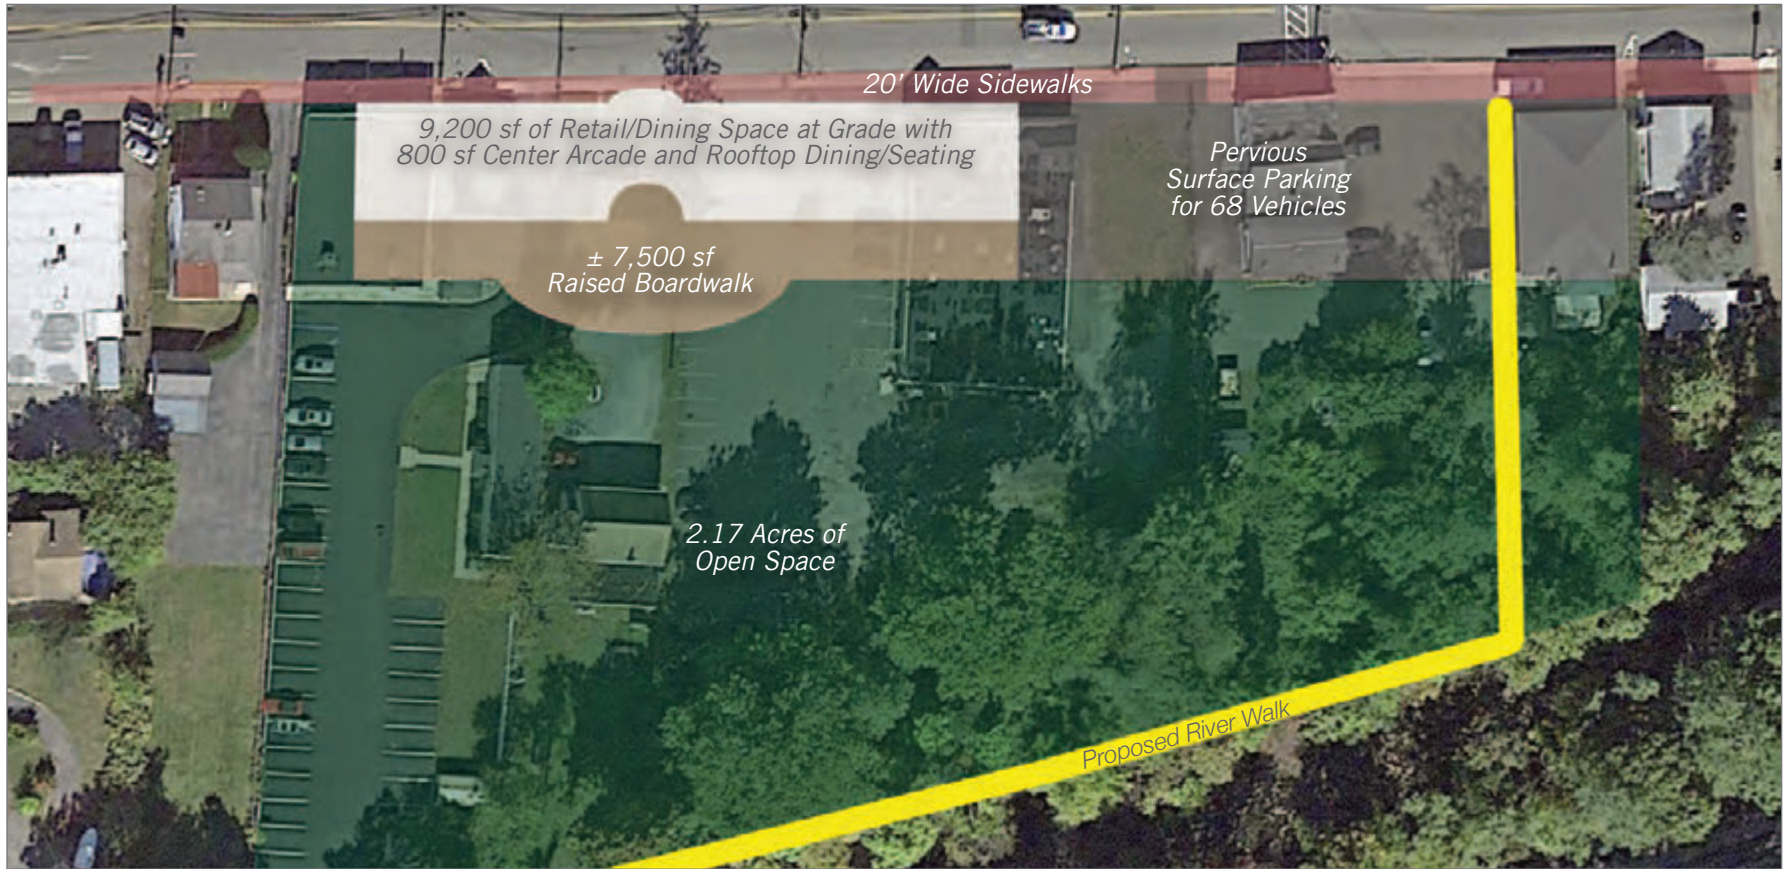 20’ Wide Sidewalks
9,200 sf of Retail/Dining Space at Grade with
800 sf Center Arcade and Rooftop Dining/Seating
Pervious
Surface Parking
for 68 Vehicles
± 7,500 sf
Raised Boardwalk
2.17 Acres of
Open Space
Proposed River Walk